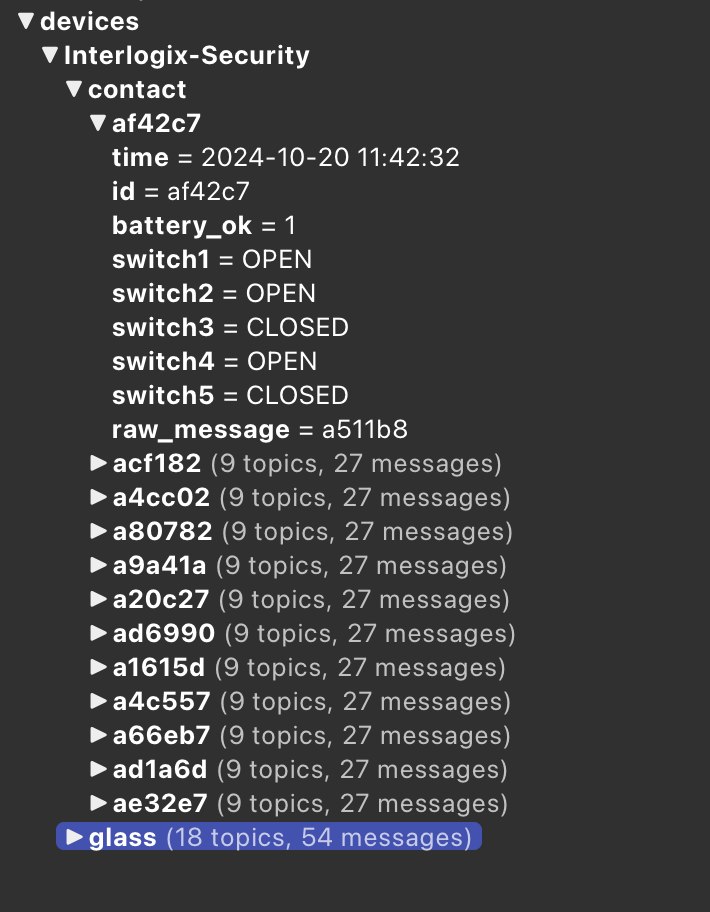 devices
Interlogix-Security
contact
af42c7
time = 2024-10-20 11:42:32
id = af42c7
battery_ok = 1
switch1 = OPEN
switch2 = OPEN
switch3 = CLOSED
switch4 = OPEN
switch5 = CLOSED
raw_message = a511b8
acf182 (9 topics, 27 messages)
a4cc02 (9 topics, 27 messages)
a80782 (9 topics, 27 messages)
a9a41a (9 topics, 27 messages)
a20c27 (9 topics, 27 messages)
ad6990 (9 topics, 27 messages)
a1615d (9 topics, 27 messages)
a4c557 (9 topics, 27 messages)
a66eb7 (9 topics, 27 messages)
ad1a6d (9 topics, 27 messages)
ae32e7 (9 topics, 27 messages)
glass (18 topics, 54 messages)